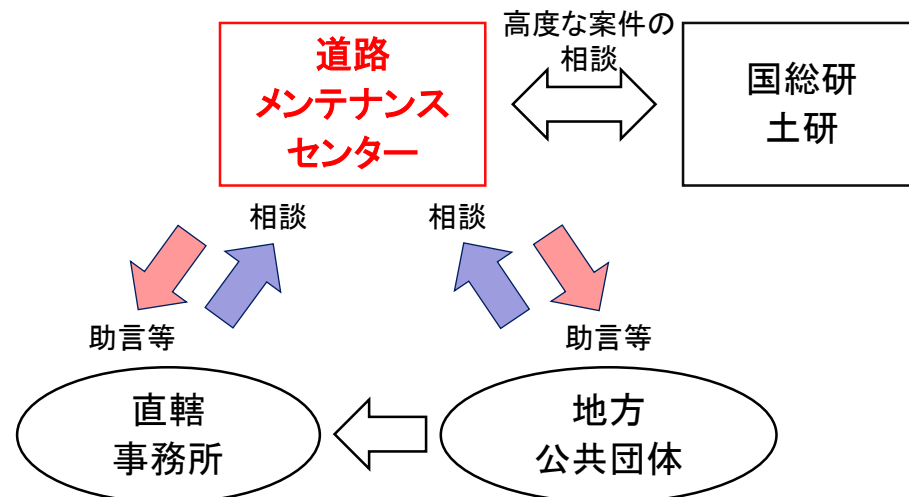 道路
メンテナンス
センター
高度な案件の
相談
国総研
土研
相談
相談
助言等
助言等
直轄
事務所
地方
公共団体